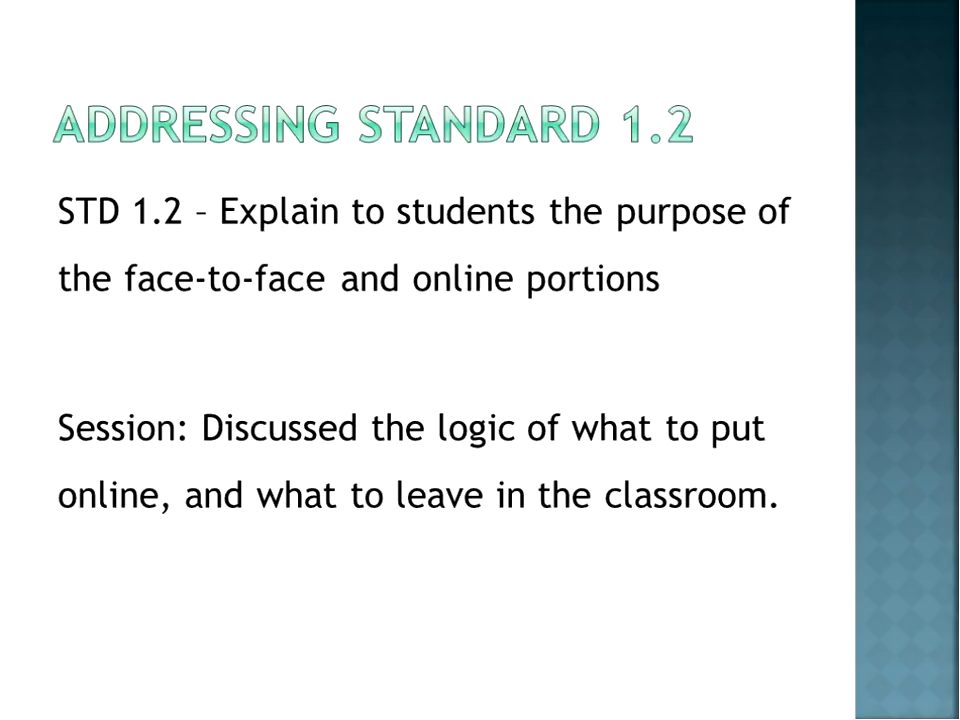 ADDRESSING STANDARD 1.2
STD 1.2 – Explain to students the purpose of
the face-to-face and online portions
Session: Discussed the logic of what to put
online, and what to leave in the classroom.